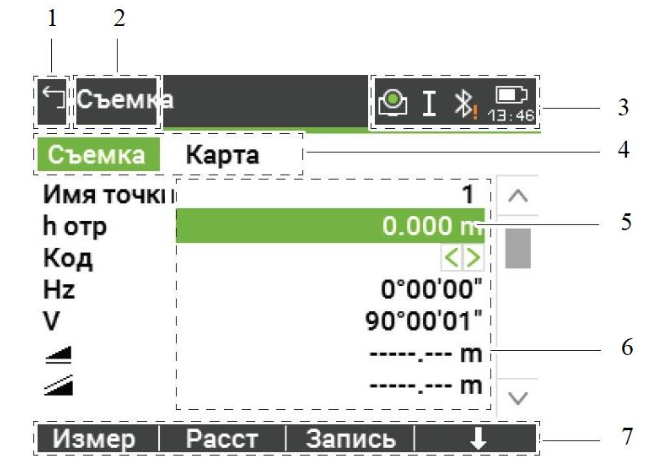 1 2
Съемка 13:46 3
Съемка Карта 4
Имя точки 1
h отр 0.000 m 5
Код < >
Hz 0°00'00"
V 90°00'01"
-----.--- m 6
-----.--- m
Измер Расст Запись 7